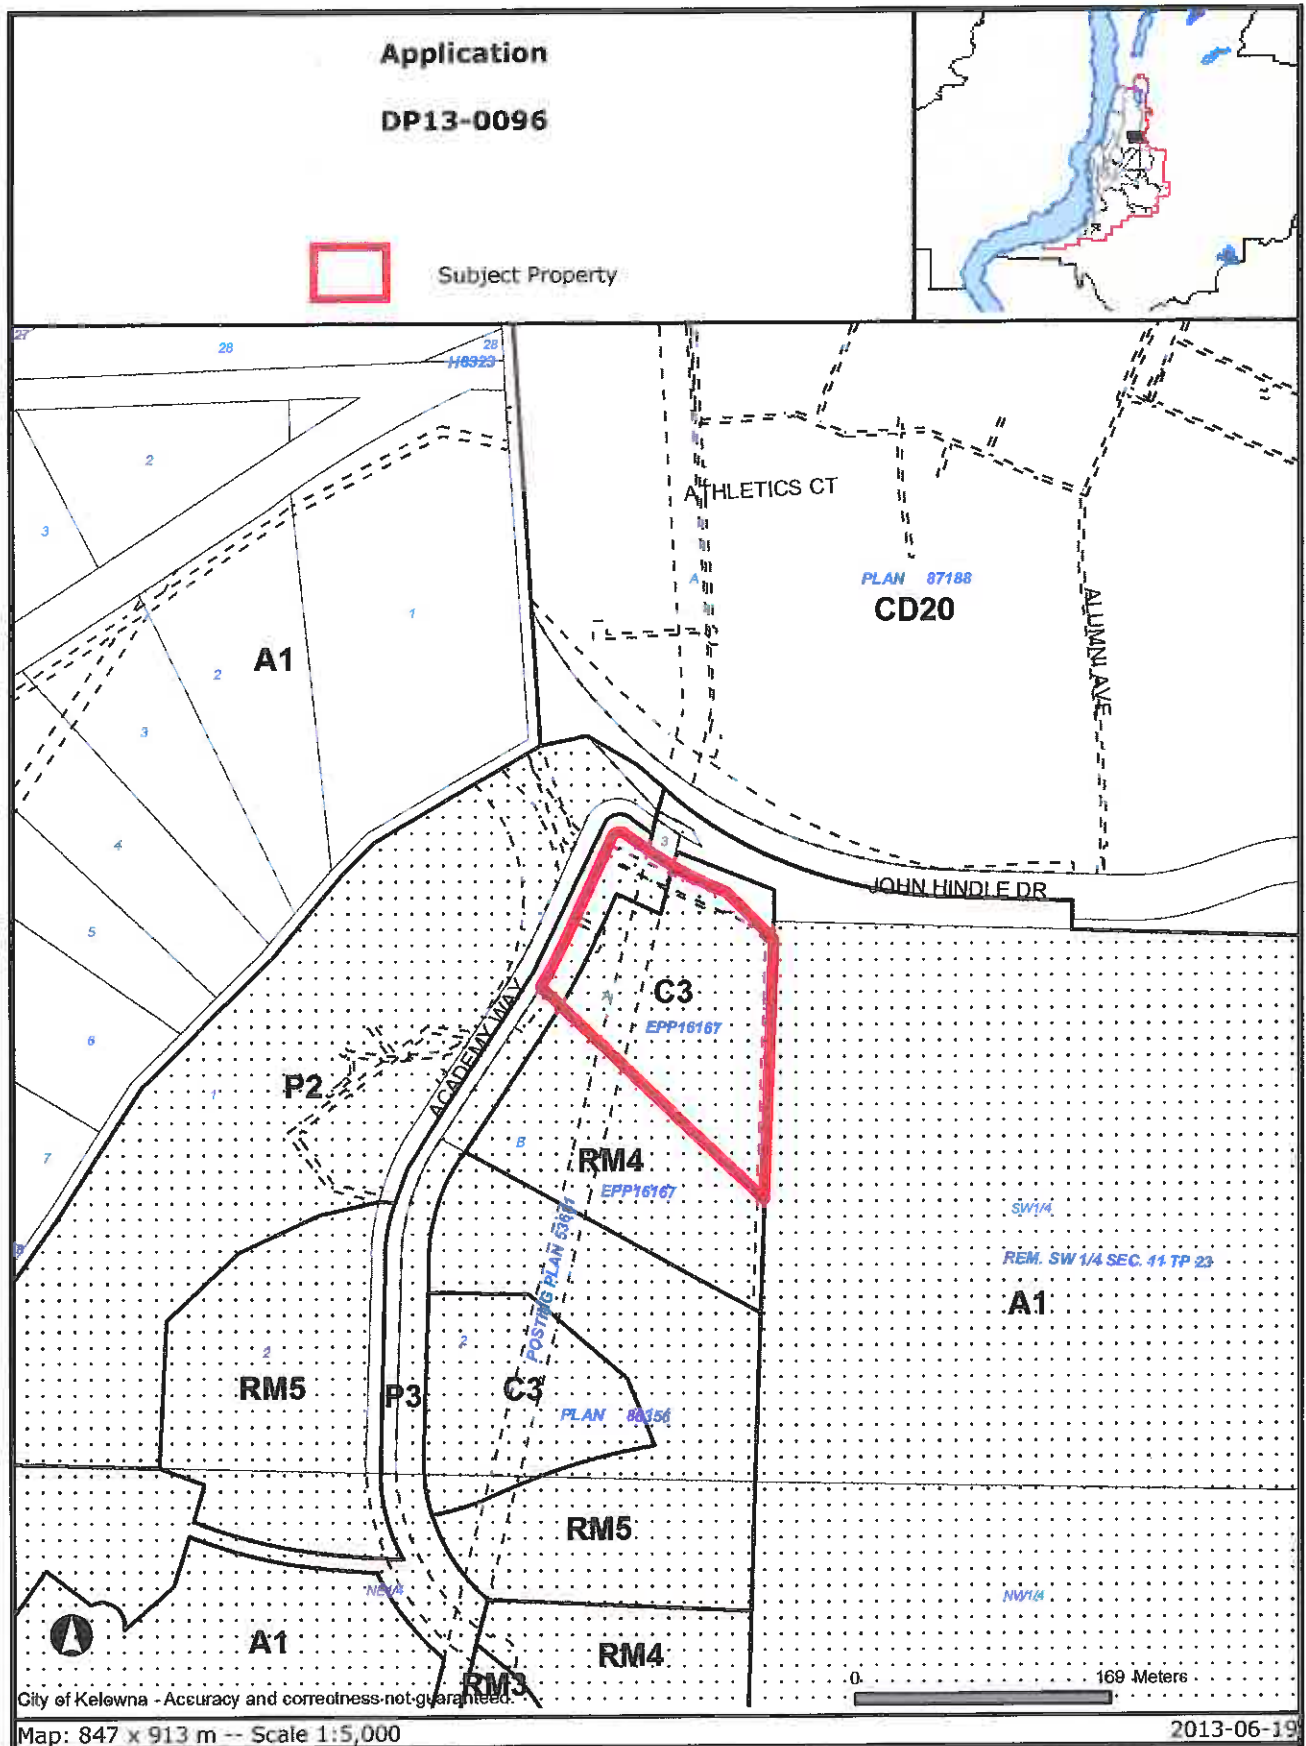 Application
DP13-0096
Subject Property
27
28
28
H8323
2
3
ATHLETICS CT
A
PLAN 87188
CD20
ALUMNI AVE
1
A1
2
3
4
5
6
7
8
3
JOHN HINDLE DR
C3
A
EPP16167
ACADEMY WAY
P2
1
B
RM4
EPP16167
SW1/4
REM. SW 1/4 SEC. 11 TP 23
A1
2
RM5
P3
2
C3
PLAN 88356
RM5
NE1/4
NW1/4
A1
RM4
RM3
0 169 Meters
City of Kelowna - Accuracy and correctness not guaranteed.
Map: 847 x 913 m -- Scale 1:5,000
2013-06-19